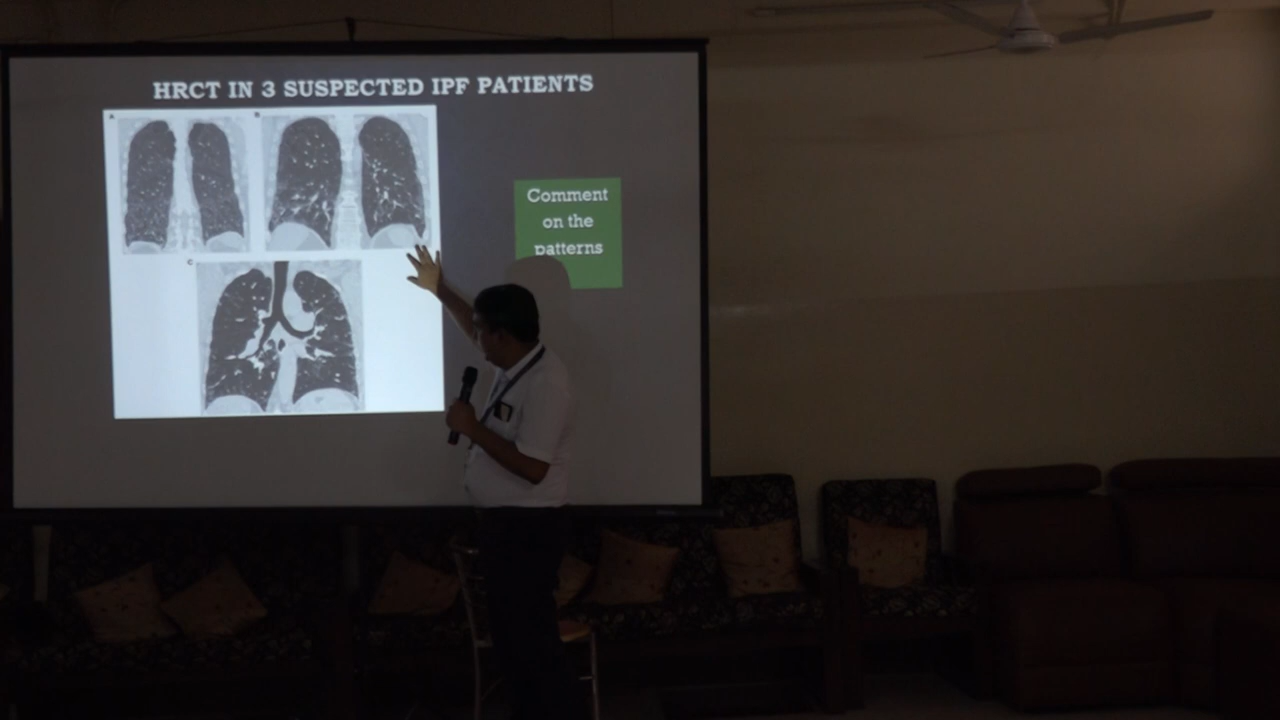 HRCT IN 3 SUSPECTED IPF PATIENTS
A
B
Comment
on the
patterns
C